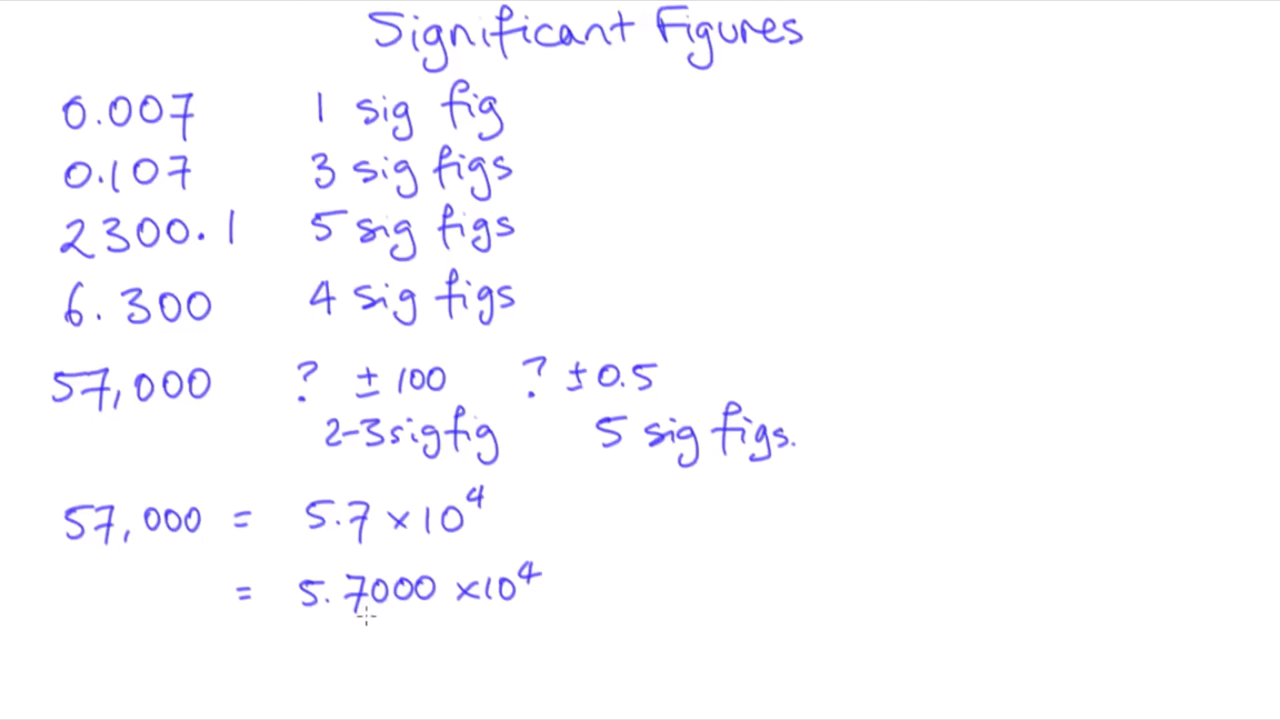 Significant Figures
0.007 1 sig fig
0.107 3 sig figs
2300.1 5 sig figs
6.300 4 sig figs
57,000 ? ± 100 ? ± 0.5
2-3 sig fig 5 sig figs.
57,000 = 5.7 × 10⁴
= 5.7000 × 10⁴